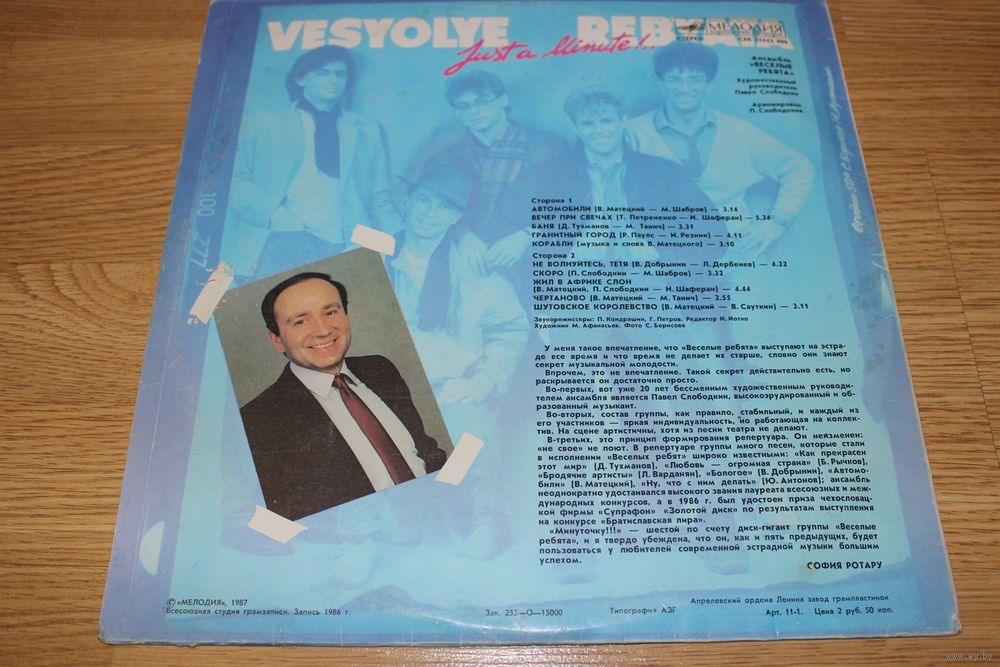 VESYOLYE REBYA
Just a Minute!..
МЕЛОДИЯ
СТЕРЕО
Ансамбль
«ВЕСЕЛЫЕ
РЕБЯТА»
Художественный
руководитель
Павел Слободкин
Аранжировки
П. Слободкина
Сторона 1
АВТОМОБИЛИ (В. Матецкий — М. Шабров) — 3.14
ВЕЧЕР ПРИ СВЕЧАХ (Т. Петрененко — И. Шаферан) — 5.34
БАНЯ (Д. Тухманов — М. Танич) — 3.31
ГРАНИТНЫЙ ГОРОД (Р. Паулс — И. Резник) — 4.11
КОРАБЛИ (музыка и слова В. Матецкого) — 3.10
Сторона 2
НЕ ВОЛНУЙТЕСЬ, ТЕТЯ (В. Добрынин — Л. Дербенев) — 4.22
СКОРО (П. Слободкин — М. Шабров) — 3.32
ЖИЛ В АФРИКЕ СЛОН
(В. Матецкий, П. Слободкин — И. Шаферан) — 4.44
ЧЕРТАНОВО (В. Матецкий — М. Танич) — 2.55
ШУТОВСКОЕ КОРОЛЕВСТВО (В. Матецкий — В. Сауткин) — 3.11
Звукорежиссеры: П. Кондрашин, Г. Петров. Редактор И. Йотко
Художник М. Афанасьев. Фото С. Борисова
У меня такое впечатление, что «Веселые ребята» выступают на эстра-
де все время и что время не делает их старше, словно они знают
секрет музыкальной молодости.
Впрочем, это не впечатление. Такой секрет действительно есть, но
раскрывается он достаточно просто.
Во-первых, вот уже 20 лет бессменным художественным руководи-
телем ансамбля является Павел Слободкин, высокоэрудированный и об-
разованный музыкант.
Во-вторых, состав группы, как правило, стабильный, и каждый из
его участников — яркая индивидуальность, но работающая на коллек-
тив. На сцене артистичны, хотя из песни театра не делают.
В-третьих, это принцип формирования репертуара. Он неизменен:
«не свое» не поют. В репертуаре группы много песен, которые стали
в исполнении «Веселых ребят» широко известными: «Как прекрасен
этот мир» (Д. Тухманов), «Любовь — огромная страна» (Б. Рычков),
«Бродячие артисты» (Л. Варданян), «Бологое» (В. Добрынин), «Автомо-
били» (В. Матецкий), «Ну, что с ним делать» (Ю. Антонов); ансамбль
неоднократно удостаивался высокого звания лауреата всесоюзных и меж-
дународных конкурсов, а в 1986 г. был удостоен приза чехословац-
кой фирмы «Супрафон» «Золотой диск» по результатам выступления
на конкурсе «Братиславская лира».
«Минуточку!!!» — шестой по счету диск-гигант группы «Веселые
ребята», и я твердо убеждена, что он, как и пять предыдущих, будет
пользоваться у любителей современной эстрадной музыки большим
успехом.
СОФИЯ РОТАРУ
© «МЕЛОДИЯ», 1987
Всесоюзная студия грамзаписи. Запись 1986 г.
Зак. 233—О—15000
Типография АЗГ
Апрелевский ордена Ленина завод грампластинок
Арт. 11-1. Цена 2 руб. 50 коп.
www.ay.by